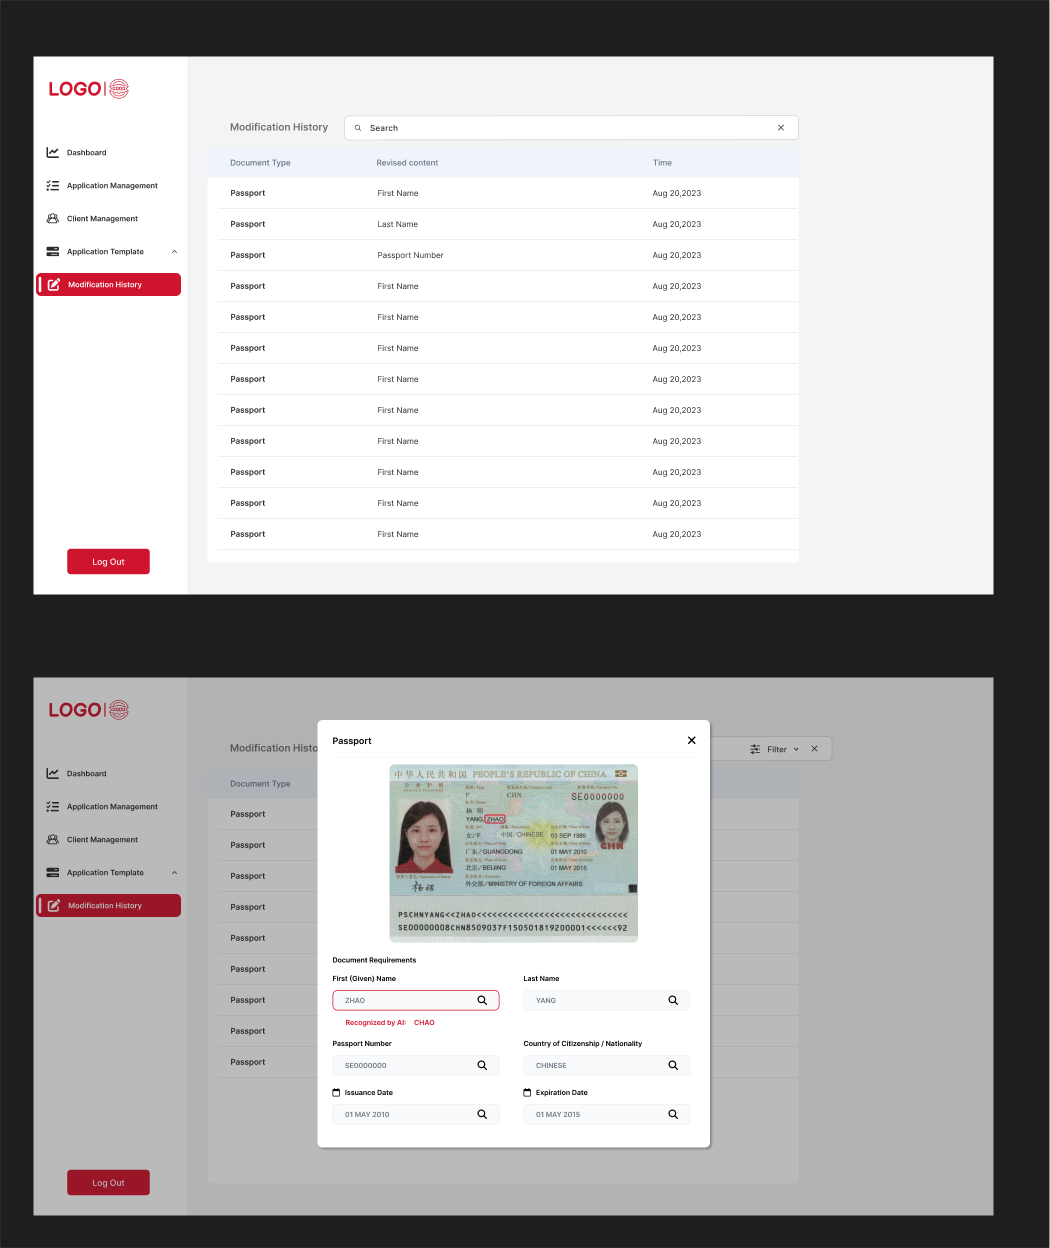 LOGO
Modification History
Search
Dashboard
Application Management
Client Management
Application Template
Modification History
Log Out
Document Type Revised content Time
Passport First Name Aug 20,2023
Passport Last Name Aug 20,2023
Passport Passport Number Aug 20,2023
Passport First Name Aug 20,2023
Passport First Name Aug 20,2023
Passport First Name Aug 20,2023
Passport First Name Aug 20,2023
Passport First Name Aug 20,2023
Passport First Name Aug 20,2023
Passport First Name Aug 20,2023
Passport First Name Aug 20,2023
Passport First Name Aug 20,2023
LOGO
Dashboard
Application Management
Client Management
Application Template
Modification History
Log Out
Modification Histo
Filter
Document Type
Passport
Passport
Passport
Passport
Passport
Passport
Passport
Passport
Passport
Passport
中华人民共和国 PEOPLE'S REPUBLIC OF CHINA
P CHN SE0000000
YANG, ZHAO
女/F 中国/CHINESE 03 SEP 1985
广东/GUANGDONG 01 MAY 2010
北京/BEIJING 01 MAY 2015
外交部/MINISTRY OF FOREIGN AFFAIRS
CHN
PSCHNYANG<<ZHAO<<<<<<<<<<<<<<<<<<<<<<<<<<<<<
SE00000008CHN8509037F150501819200001<<<<<<92
Document Requirements
First (Given) Name Last Name
ZHAO YANG
Recognized by AI: CHAO
Passport Number Country of Citizenship / Nationality
SE0000000 CHINESE
Issuance Date Expiration Date
01 MAY 2010 01 MAY 2015